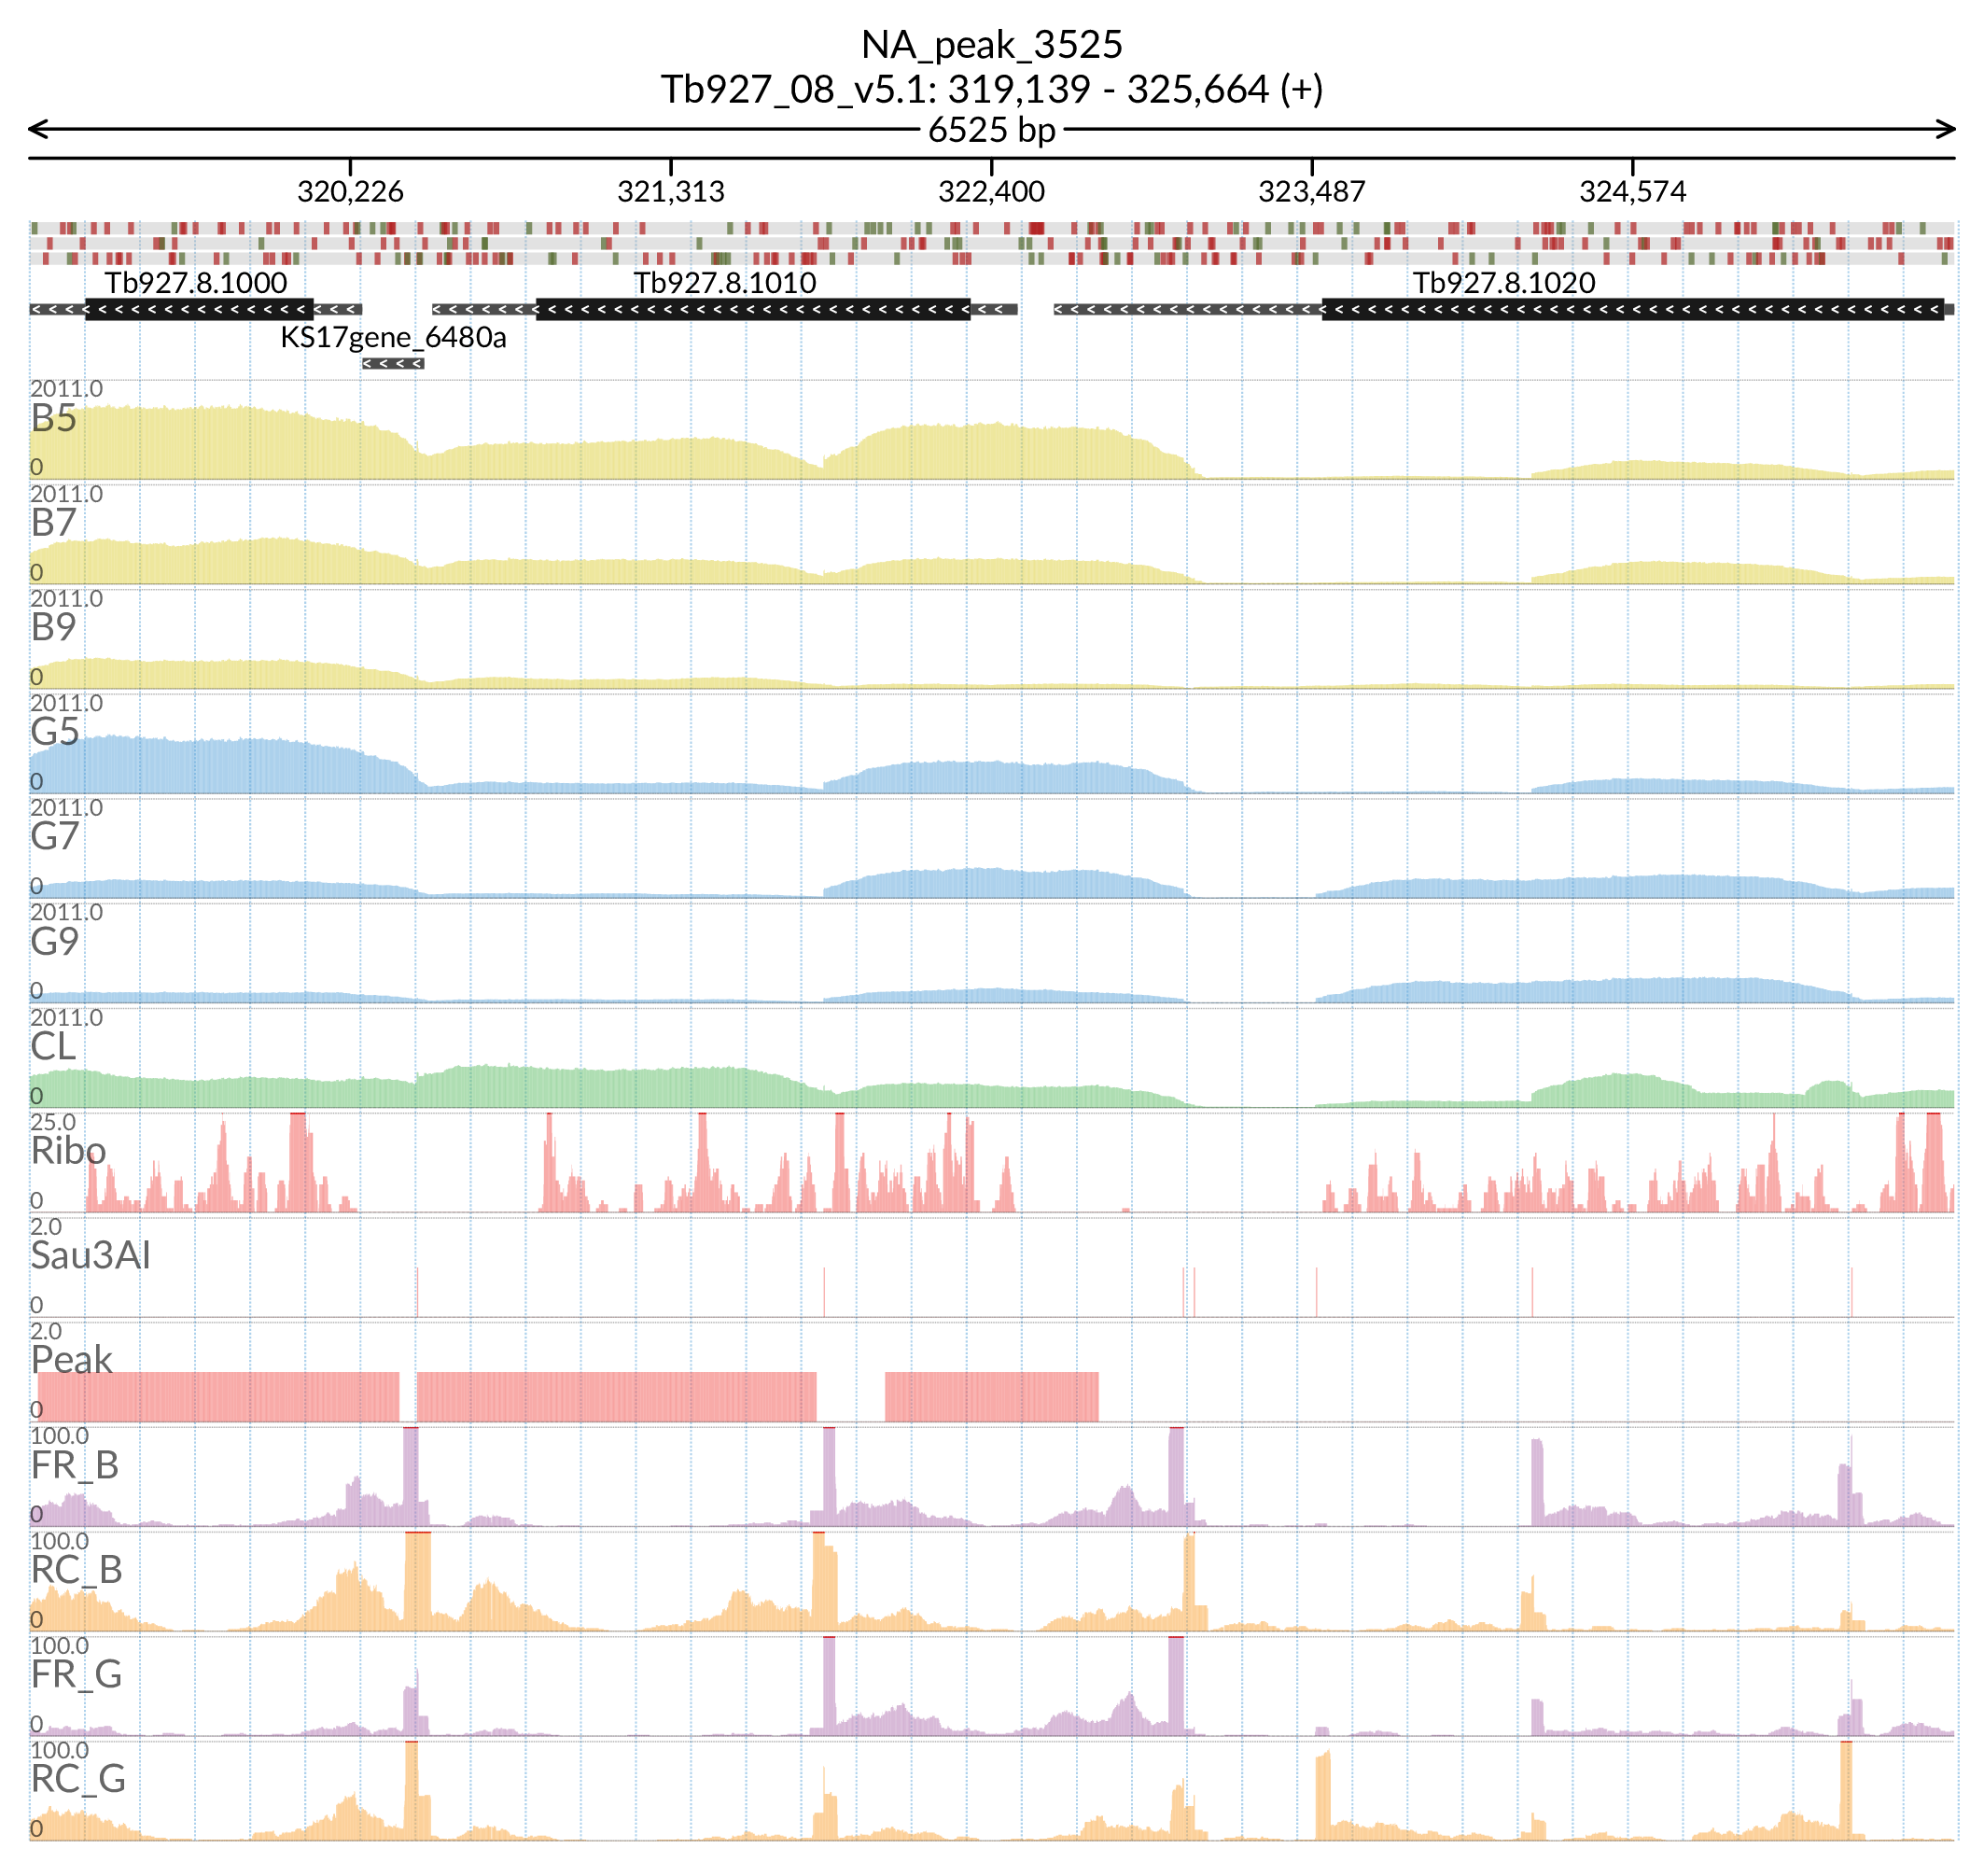 NA_peak_3525
Tb927_08_v5.1: 319,139 - 325,664 (+)
6525 bp
320,226 321,313 322,400 323,487 324,574
Tb927.8.1000 Tb927.8.1010 Tb927.8.1020
KS17gene_6480a
2011.0
B5
0
2011.0
B7
0
2011.0
B9
0
2011.0
G5
0
2011.0
G7
0
2011.0
G9
0
2011.0
CL
0
25.0
Ribo
0
2.0
Sau3AI
0
2.0
Peak
0
100.0
FR_B
0
100.0
RC_B
0
100.0
FR_G
0
100.0
RC_G
0